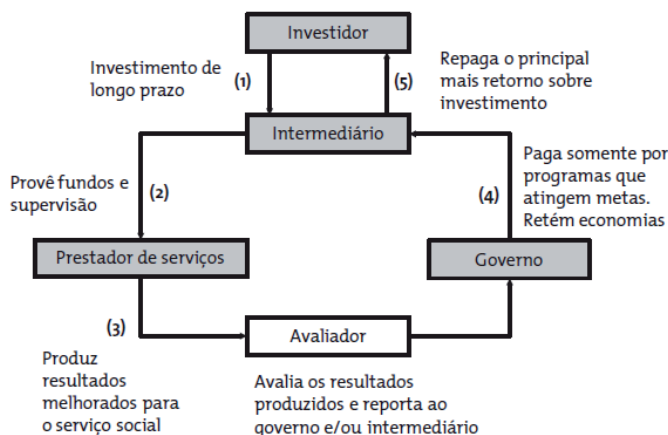 Investidor
Investimento de
longo prazo
(1)
(5)
Repaga o principal
mais retorno sobre
investimento
Intermediário
Provê fundos e
supervisão
(2)
(4)
Paga somente por
programas que
atingem metas.
Retém economias
Prestador de serviços
Governo
(3)
Avaliador
Produz
resultados
melhorados para
o serviço social
Avalia os resultados
produzidos e reporta ao
governo e/ou intermediário